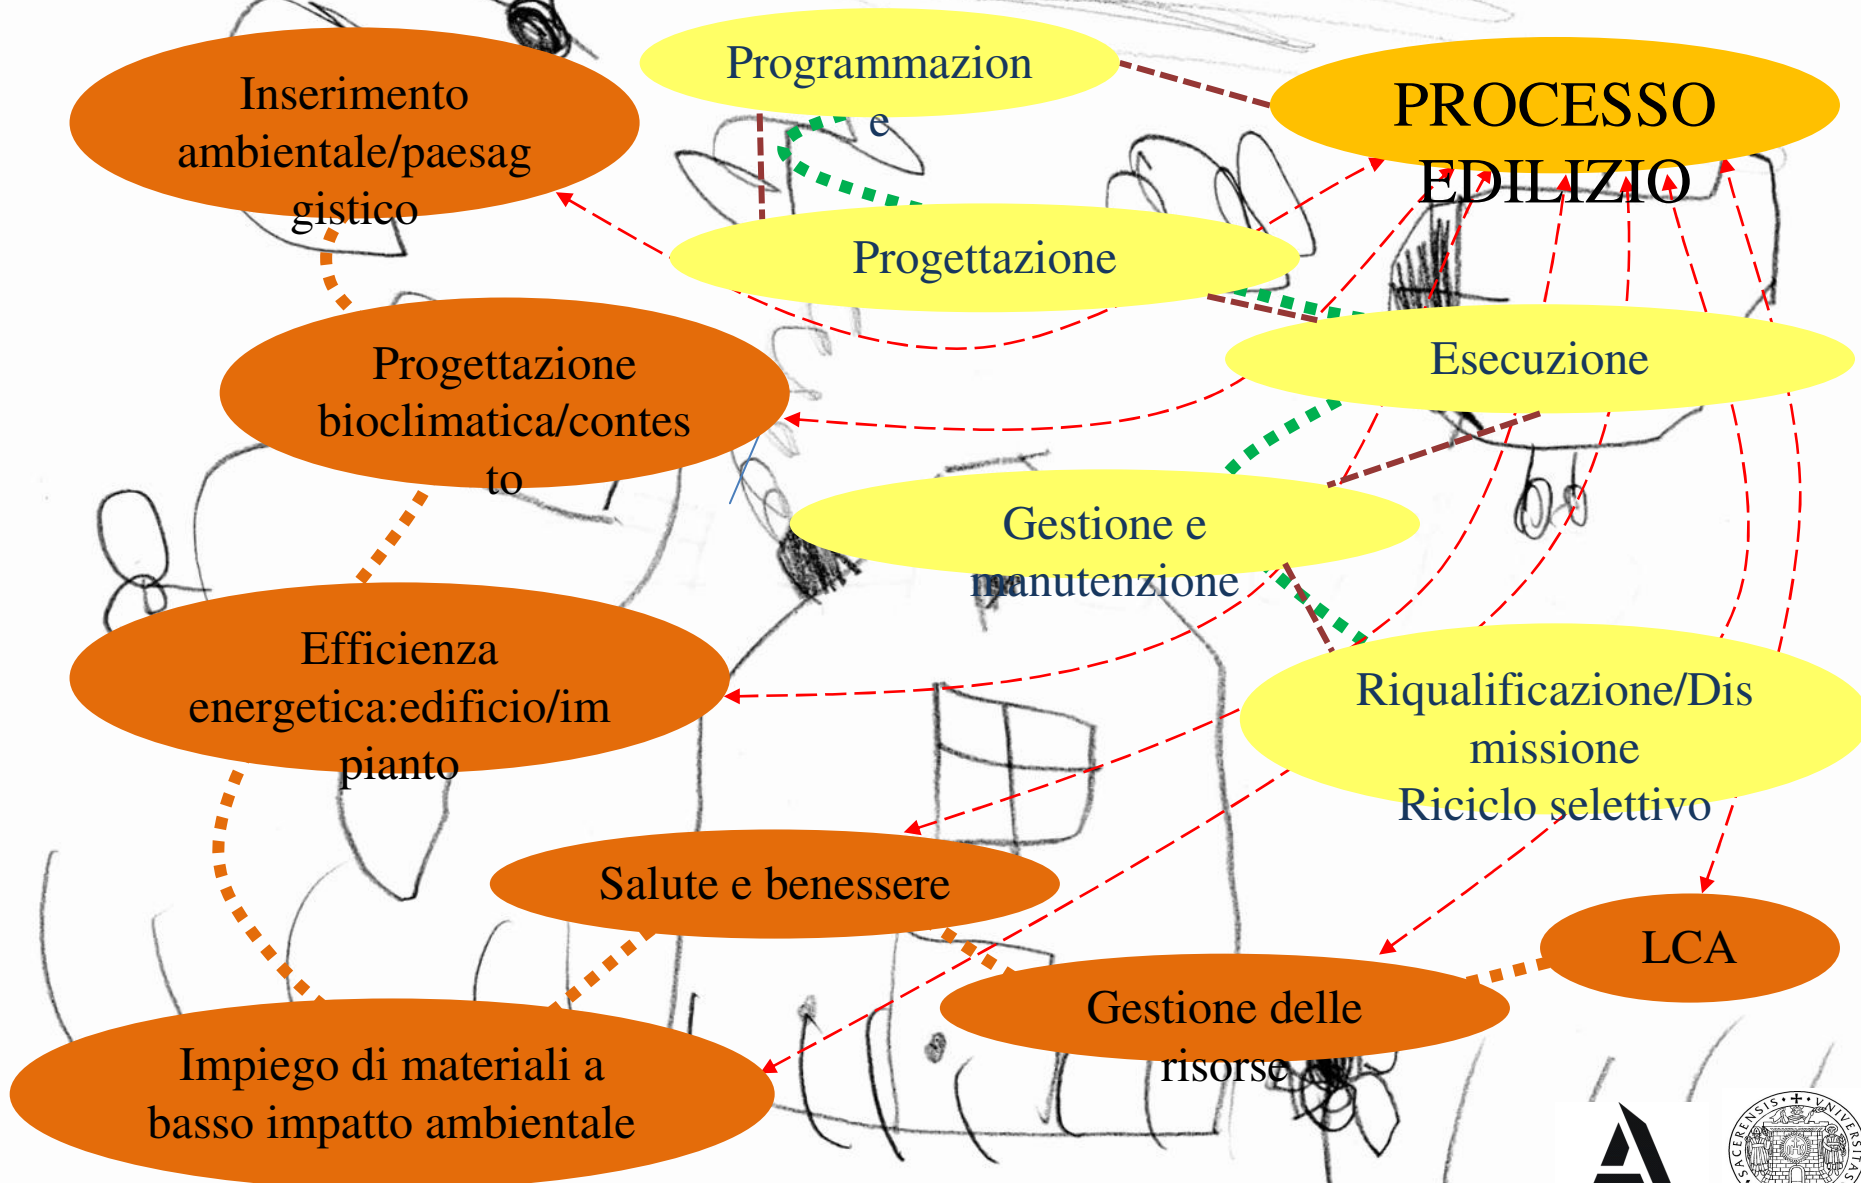 Inserimento
ambientale/paesag
gistico
Programmazion
e
PROCESSO
EDILIZIO
Progettazione
Esecuzione
Progettazione
bioclimatica/contes
to
Gestione e
manutenzione
Efficienza
energetica:edificio/im
pianto
Riqualificazione/Dis
missione
Riciclo selettivo
Salute e benessere
LCA
Gestione delle
risorse
Impiego di materiali a
basso impatto ambientale